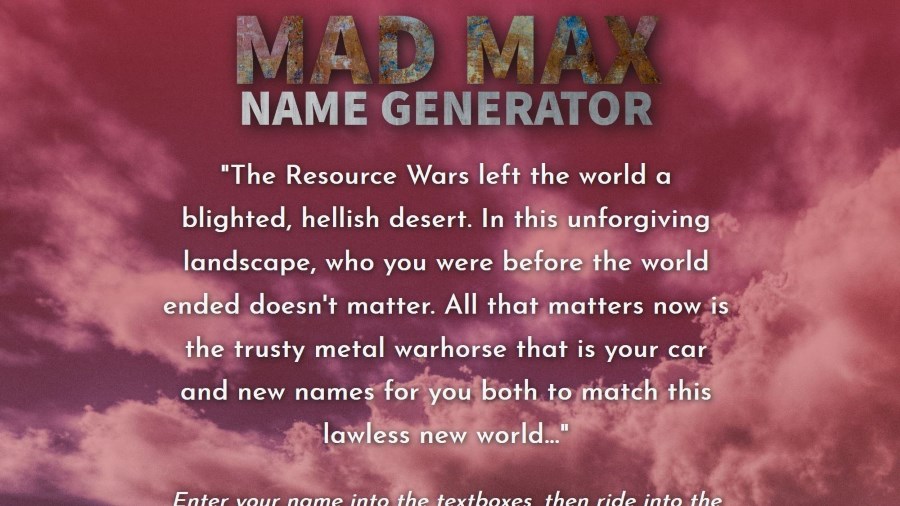 MAD MAX
NAME GENERATOR
"The Resource Wars left the world a
blighted, hellish desert. In this unforgiving
landscape, who you were before the world
ended doesn't matter. All that matters now is
the trusty metal warhorse that is your car
and new names for you both to match this
lawless new world..."
Enter your name into the textboxes, then ride into the